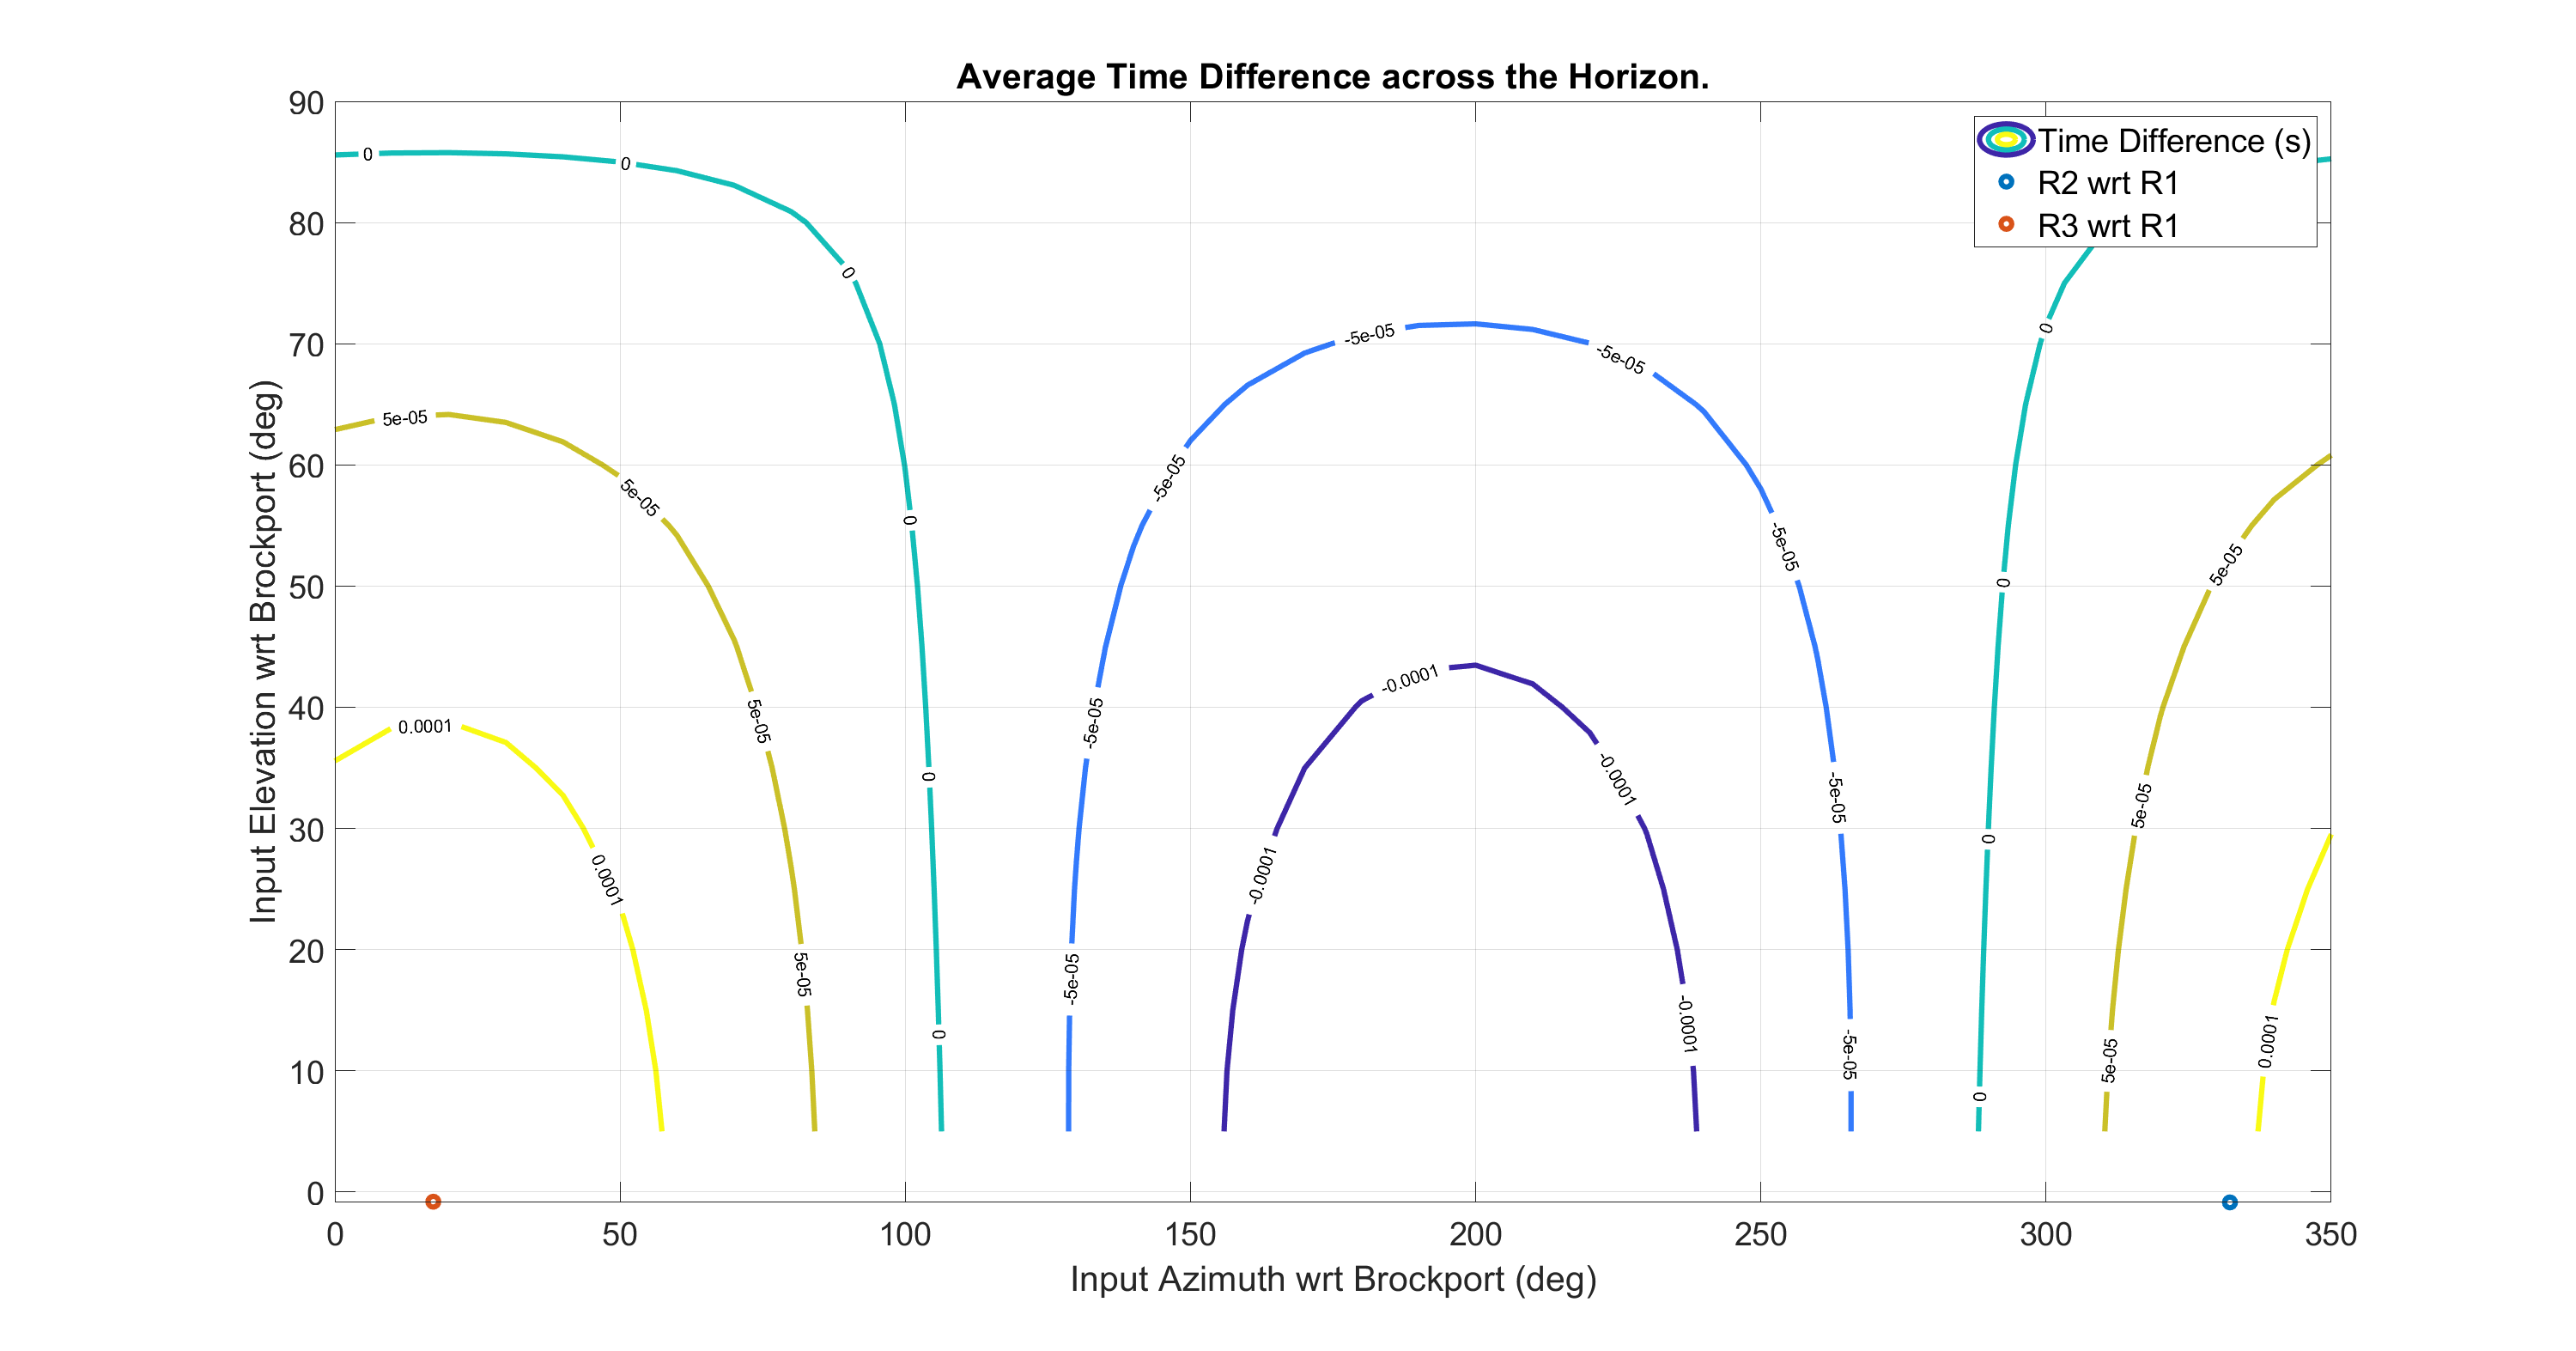 Average Time Difference across the Horizon.
Time Difference (s)
R2 wrt R1
R3 wrt R1
Input Elevation wrt Brockport (deg)
90
80
70
60
50
40
30
20
10
0
0
0
0
0
0
0
5e-05
5e-05
5e-05
5e-05
0.0001
0.0001
-5e-05
-5e-05
-5e-05
-5e-05
-5e-05
-5e-05
-5e-05
-5e-05
-0.0001
-0.0001
-0.0001
-0.0001
0
0
0
0
5e-05
5e-05
5e-05
0.0001
0 50 100 150 200 250 300 350
Input Azimuth wrt Brockport (deg)